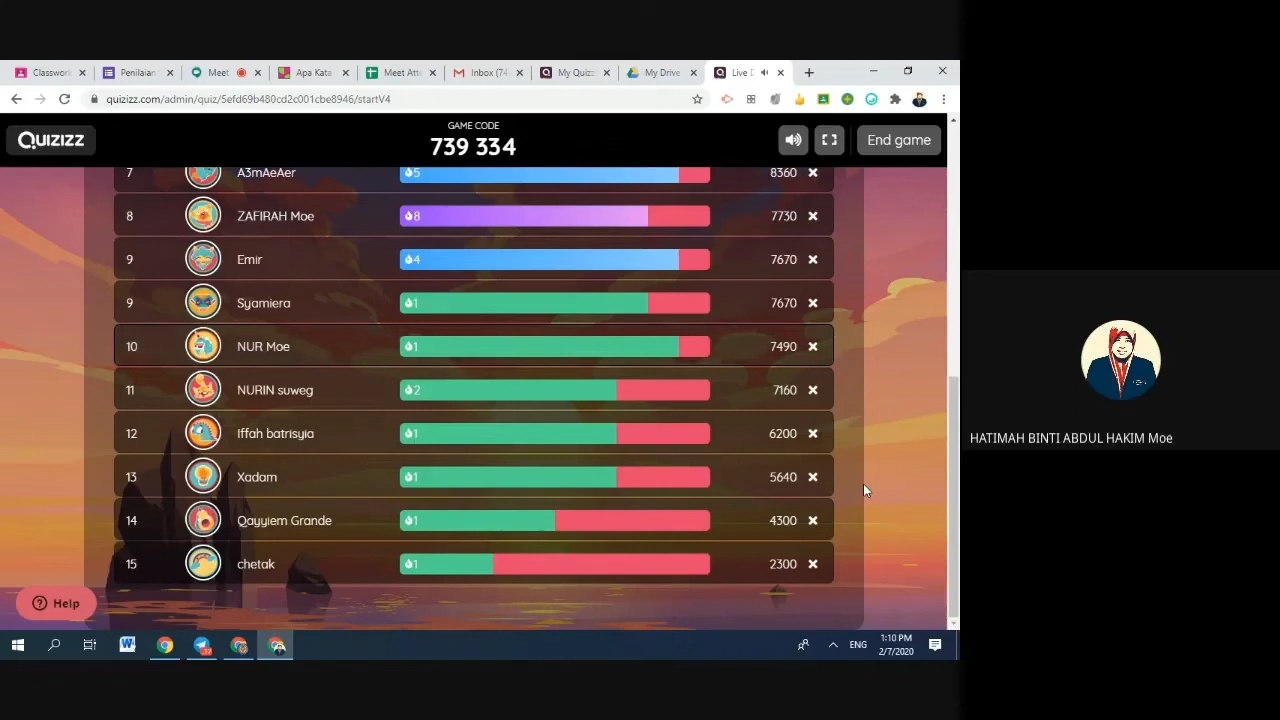 Classwor
Penilaian
Meet
Apa Kata
Meet Atte
Inbox (74
My Quizz
My Drive
Live D
quizizz.com/admin/quiz/5efd69b480cd2c001cbe8946/startV4
Quizizz
GAME CODE
739 334
End game
7 A3mAeAer 5 8360
8 ZAFIRAH Moe 8 7730
9 Emir 4 7670
9 Syamiera 1 7670
10 NUR Moe 1 7490
11 NURIN suweg 2 7160
12 Iffah batrisyia 1 6200
13 Xadam 1 5640
14 Qayyiem Grande 1 4300
15 chetak 1 2300
Help
HATIMAH BINTI ABDUL HAKIM Moe
ENG
1:10 PM
2/7/2020